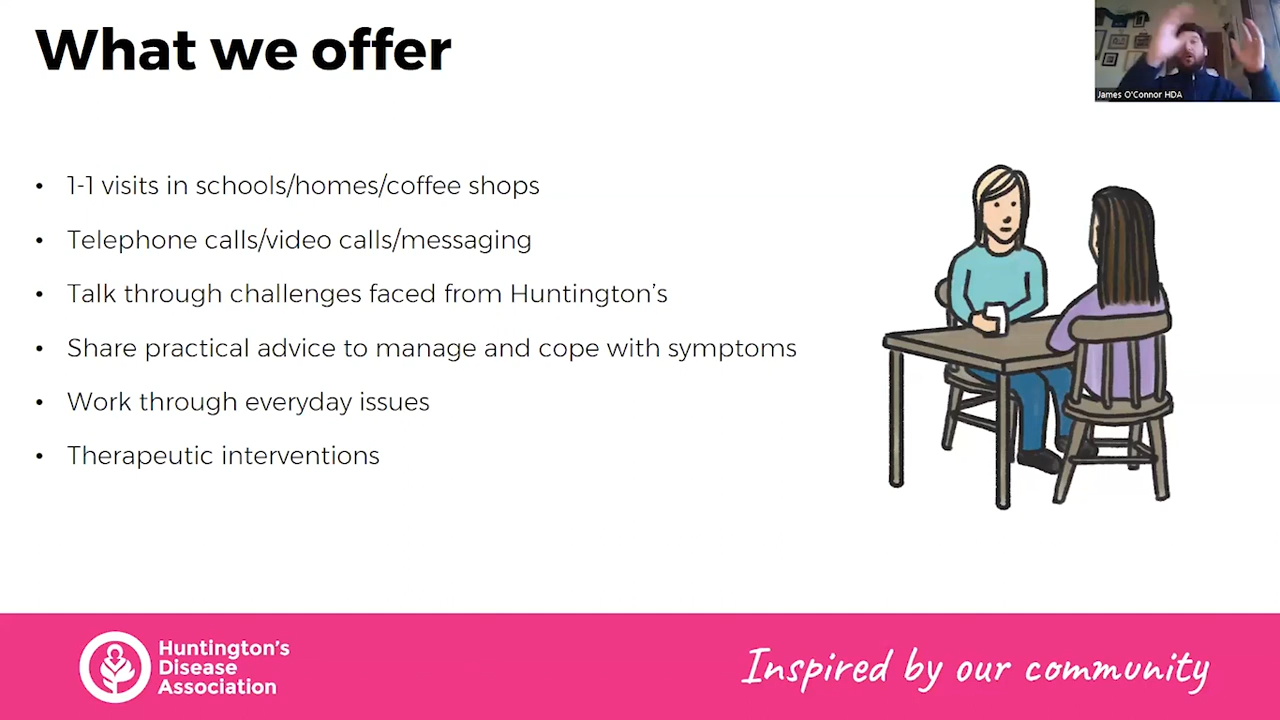 What we offer
James O'Connor HDA
• 1-1 visits in schools/homes/coffee shops
• Telephone calls/video calls/messaging
• Talk through challenges faced from Huntington's
• Share practical advice to manage and cope with symptoms
• Work through everyday issues
• Therapeutic interventions
Huntington's
Disease
Association
Inspired by our community